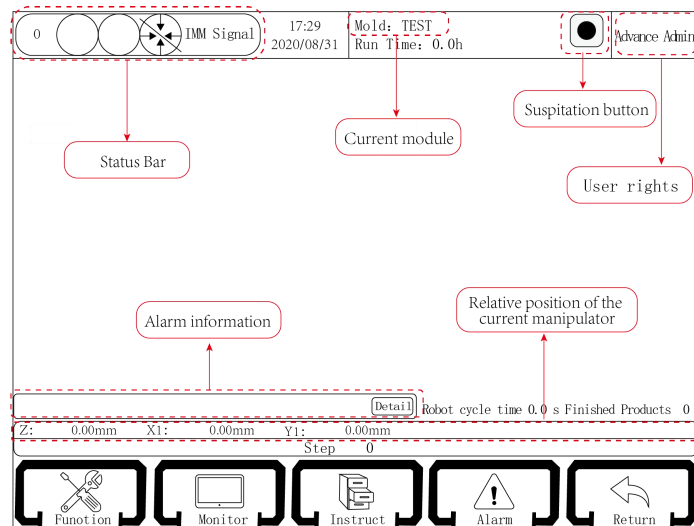 0 IMM Signal 17:29 Mold: TEST
2020/08/31 Run Time: 0.0h
Advance Admin
Suspitation button
Current module
Status Bar
User rights
Relative position of the
current manipulator
Alarm information
Detail Robot cycle time 0.0 s Finished Products 0
Z: 0.00mm X1: 0.00mm Y1: 0.00mm
Step 0
Funotion Monitor Instruct Alarm Return